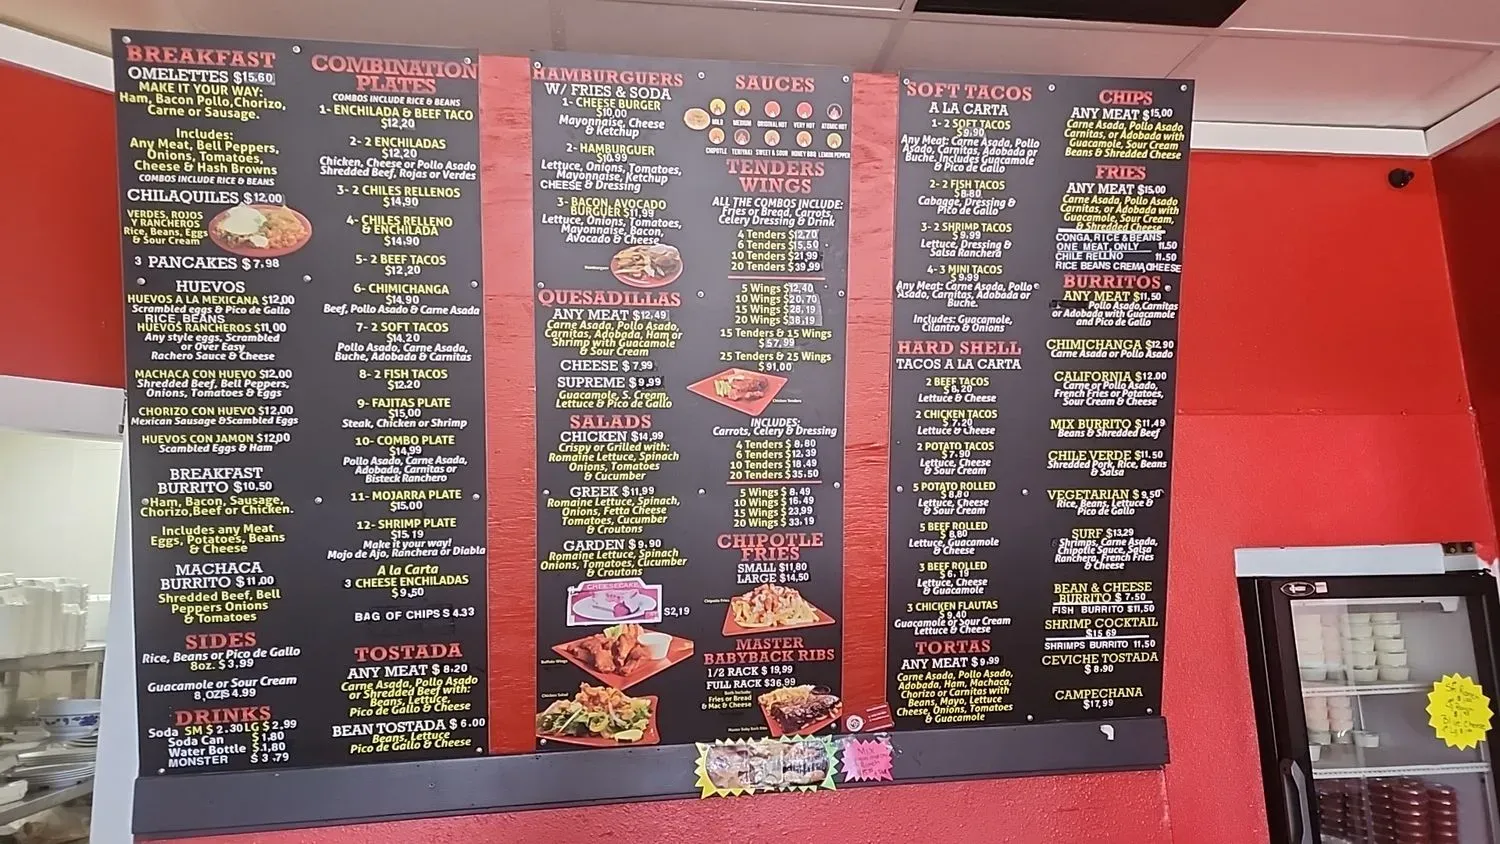 BREAKFAST
OMELETTES $15.60
MAKE IT YOUR WAY:
Ham, Bacon Pollo,Chorizo,
Carne or Sausage.
Includes:
Any Meat, Bell Peppers,
Onions, Tomatoes,
Cheese & Hash Browns
COMBOS INCLUDE RICE & BEANS
CHILAQUILES $12.00
VERDES, ROJOS
Y RANCHEROS
Rice, Beans, Eggs
& Sour Cream
3 PANCAKES $7.98
HUEVOS
HUEVOS A LA MEXICANA $12.00
Scrambled eggs & Pico de Gallo
RICE, BEANS
HUEVOS RANCHEROS $11.00
Any style eggs, Scrambled
or Over Easy
Rachero Sauce & Cheese
MACHACA CON HUEVO $12.00
Shredded Beef, Bell Peppers,
Onions, Tomatoes & Eggs
CHORIZO CON HUEVO $12.00
Mexican Sausage &Scambled Eggs
HUEVOS CON JAMON $12.00
Scambled Eggs & Ham
BREAKFAST
BURRITO $10.50
Ham, Bacon, Sausage,
Chorizo,Beef or Chicken.
Includes any Meat
Eggs, Potatoes, Beans
& Cheese
MACHACA
BURRITO $11.00
Shredded Beef, Bell
Peppers Onions
& Tomatoes
SIDES
Rice, Beans or Pico de Gallo
8oz. $3.99
Guacamole or Sour Cream
8,OZ$4.99
DRINKS
Soda SM $2.30LG $2.99
Soda Can $1.80
Water Bottle $1.80
MONSTER $3.79
COMBINATION
PLATES
COMBOS INCLUDE RICE & BEANS
1- ENCHILADA & BEEF TACO
$12.20
2- 2 ENCHILADAS
$12.20
Chicken, Cheese or Pollo Asado
Shredded Beef, Rojas or Verdes
3- 2 CHILES RELLENOS
$14.90
4- CHILES RELLENO
& ENCHILADA
$14.90
5- 2 BEEF TACOS
$12.20
6- CHIMICHANGA
$14.90
Beef, Pollo Asado & Carne Asada
7- 2 SOFT TACOS
$14.20
Pollo Asado, Carne Asada,
Buche, Adobada & Carnitas
8- 2 FISH TACOS
$12.20
9- FAJITAS PLATE
$15.00
Steak, Chicken or Shrimp
10- COMBO PLATE
$14.99
Pollo Asado, Carne Asada,
Adobada, Carnitas or
Bisteck Ranchero
11- MOJARRA PLATE
$15.00
12- SHRIMP PLATE
$15.19
Make it your way!
Mojo de Ajo, Ranchera or Diabla
A la Carta
3 CHEESE ENCHILADAS
$9.50
BAG OF CHIPS $4.33
TOSTADA
ANY MEAT $8.20
Carne Asada, Pollo Asado
or Shredded Beef with:
Beans, Lettuce
Pico de Gallo & Cheese
BEAN TOSTADA $6.00
Beans, Lettuce
Pico de Gallo & Cheese
HAMBURGUERS
W/ FRIES & SODA
1- CHEESE BURGER
$10.00
Mayonnaise, Cheese
& Ketchup
2- HAMBURGUER
$10.99
Lettuce, Onions, Tomatoes,
Mayonnaise, Ketchup
CHEESE & Dressing
3- BACON, AVOCADO
BURGUER $11.99
Lettuce, Onions, Tomatoes,
Mayonnaise, Bacon,
Avocado & Cheese
Hamburguer
QUESADILLAS
ANY MEAT $12.49
Carne Asada, Pollo Asado,
Carnitas, Adobada, Ham or
Shrimp with Guacamole
& Sour Cream
CHEESE $7.99
SUPREME $9.99
Guacamole, S. Cream,
Lettuce & Pico de Gallo
SALADS
CHICKEN $14.99
Crispy or Grilled with:
Romaine Lettuce, Spinach
Onions, Tomatoes
& Cucumber
GREEK $11.99
Romaine Lettuce, Spinach,
Onions, Fetta Cheese
Tomatoes, Cucumber
& Croutons
GARDEN $9.90
Romaine Lettuce, Spinach
Onions, Tomatoes, Cucumber
& Croutons
CHEESECAKE
$2.19
Buffalo Wings
Chicken Salad
SAUCES
MILD MEDIUM ORIGINAL HOT VERY HOT ATOMIC HOT
CHIPOTLE TERIYAKI SWEET & SOUR HONEY BBQ LEMON PEPPER
TENDERS
WINGS
ALL THE COMBOS INCLUDE:
Fries or Bread, Carrots,
Celery Dressing & Drink
4 Tenders $12.70
6 Tenders $15.50
10 Tenders $21.99
20 Tenders $39.99
5 Wings $12.40
10 Wings $20.70
15 Wings $28.19
20 Wings $38.19
15 Tenders & 15 Wings
$57.99
25 Tenders & 25 Wings
$91.00
Chicken Tenders
INCLUDES:
Carrots, Celery & Dressing
4 Tenders $8.80
6 Tenders $12.39
10 Tenders $18.49
20 Tenders $35.50
5 Wings $8.49
10 Wings $16.49
15 Wings $23.99
20 Wings $33.19
CHIPOTLE
FRIES
SMALL $11.80
LARGE $14.50
Chipotle Fries
MASTER
BABYBACK RIBS
1/2 RACK $19.99
FULL RACK $36.99
Both Include:
Fries or Bread
& Mac & Cheese
Master Baby Back Ribs
SOFT TACOS
A LA CARTA
1- 2 SOFT TACOS
$9.90
Any Meat: Carne Asada, Pollo
Asado, Carnitas, Adobada or
Buche. Includes Guacamole
& Pico de Gallo
2- 2 FISH TACOS
$8.80
Cabagge, Dressing &
Pico de Gallo
3- 2 SHRIMP TACOS
$9.99
Lettuce, Dressing &
Salsa Ranchera
4- 3 MINI TACOS
$9.99
Any Meat: Carne Asada, Pollo
Asado, Carnitas, Adobada or
Buche.
Includes: Guacamole,
Cilantro & Onions
HARD SHELL
TACOS A LA CARTA
2 BEEF TACOS
$8.20
Lettuce & Cheese
2 CHICKEN TACOS
$7.20
Lettuce & Cheese
2 POTATO TACOS
$7.90
Lettuce, Cheese
& Sour Cream
5 POTATO ROLLED
$8.80
Lettuce, Cheese
& Sour Cream
5 BEEF ROLLED
$8.80
Lettuce, Guacamole
& Cheese
3 BEEF ROLLED
$6.19
Lettuce, Cheese
& Guacamole
3 CHICKEN FLAUTAS
$9.40
Guacamole or Sour Cream
Lettuce & Cheese
TORTAS
ANY MEAT $9.99
Carne Asada, Pollo Asado,
Adobada, Ham, Machaca,
Chorizo or Carnitas with
Beans, Mayo, Lettuce
Cheese, Onions, Tomatoes
& Guacamole
CHIPS
ANY MEAT $15.00
Carne Asada, Pollo Asado
Carnitas, or Adobada with
Guacamole, Sour Cream
Beans & Shredded Cheese
FRIES
ANY MEAT $15.00
Carne Asada, Pollo Asado
Carnitas, or Adobada with
Guacamole, Sour Cream,
& Shredded Cheese
CONGA,RICE &BEANS
ONE MEAT, ONLY 11.50
CHILE RELLNO 11.50
RICE BEANS CREMA,CHEESE
BURRITOS
ANY MEAT $11.50
Pollo Asado,Carnitas
or Adobada with Guacamole
and Pico de Gallo
CHIMICHANGA $12.90
Carne Asada or Pollo Asado
CALIFORNIA $12.00
Carne or Pollo Asado,
French Fries or Potatoes,
Sour Cream & Cheese
MIX BURRITO $11.49
Beans & Shredded Beef
CHILE VERDE $11.50
Shredded Pork, Rice, Beans
& Salsa
VEGETARIAN $9.50
Rice, Beans, Lettuce &
Pico de Gallo
SURF $13.29
Shrimps, Carne Asada,
Chipotle Sauce, Salsa
Ranchera, French Fries
& Cheese
BEAN & CHEESE
BURRITO $7.50
FISH BURRITO $11.50
SHRIMP COCKTAIL
$15.69
SHRIMPS BURRITO 11.50
CEVICHE TOSTADA
$8.90
CAMPECHANA
$17.99
MIX